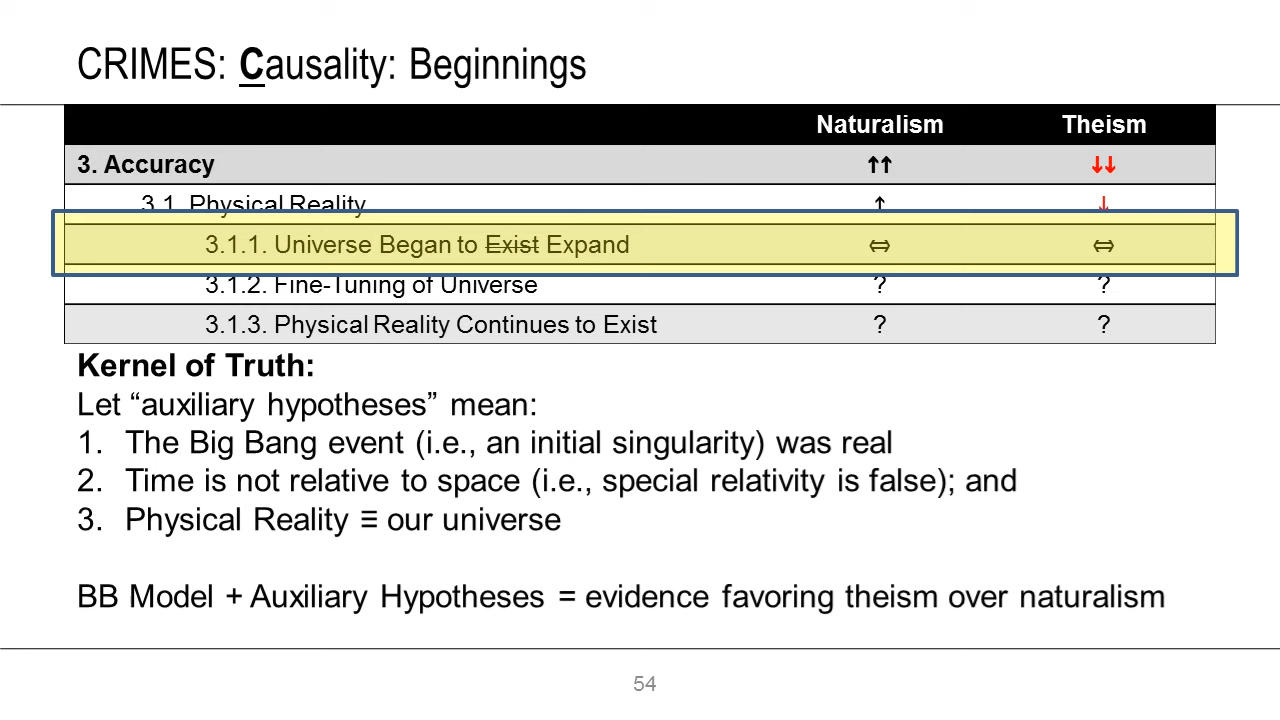 CRIMES: Causality: Beginnings
Naturalism Theism
3. Accuracy ↑↑ ↓↓
3.1. Physical Reality ↑ ↓
3.1.1. Universe Began to Exist Expand ⇔ ⇔
3.1.2. Fine-Tuning of Universe ? ?
3.1.3. Physical Reality Continues to Exist ? ?
Kernel of Truth:
Let “auxiliary hypotheses” mean:
1. The Big Bang event (i.e., an initial singularity) was real
2. Time is not relative to space (i.e., special relativity is false); and
3. Physical Reality ≡ our universe
BB Model + Auxiliary Hypotheses = evidence favoring theism over naturalism
54